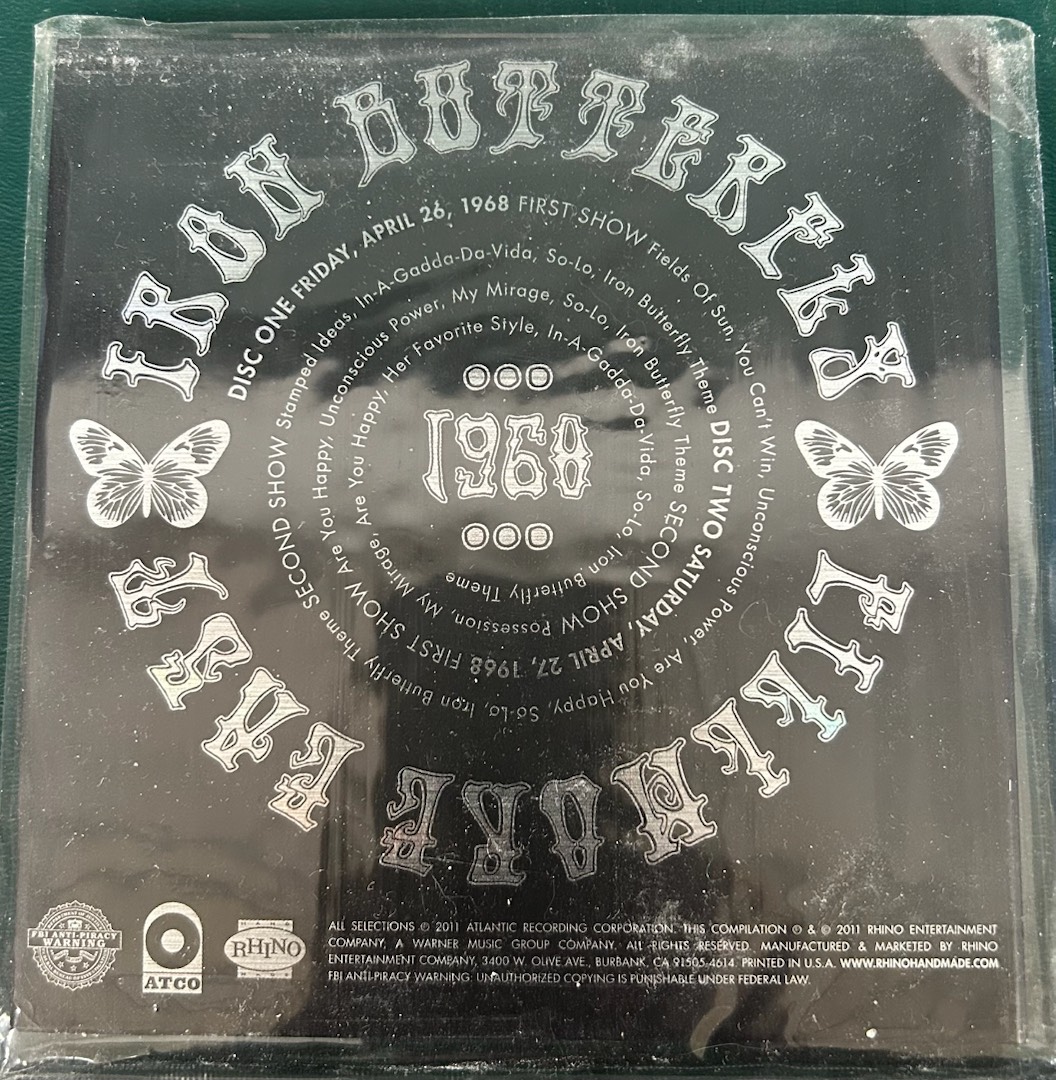 IRON BUTTERFLY
FILLMORE EAST
DISC ONE FRIDAY, APRIL 26, 1968 FIRST SHOW Fields Of Sun, You Can't Win, Unconscious Power, Are You Happy, So-Lo, Iron Butterfly Theme SECOND SHOW Stamped Ideas, In-A-Gadda-Da-Vida, So-Lo, Iron Butterfly Theme DISC TWO SATURDAY, APRIL 27, 1968 FIRST SHOW Are You Happy, Unconscious Power, My Mirage, So-Lo, Iron Butterfly Theme SECOND SHOW Possession, My Mirage, Are You Happy, Her Favorite Style, In-A-Gadda-Da-Vida, So-Lo, Iron Butterfly Theme
1968
FBI ANTI-PIRACY
WARNING
ATCO
RHINO
ALL SELECTIONS ℗ 2011 ATLANTIC RECORDING CORPORATION. THIS COMPILATION ℗ & © 2011 RHINO ENTERTAINMENT
COMPANY, A WARNER MUSIC GROUP COMPANY. ALL RIGHTS RESERVED. MANUFACTURED & MARKETED BY RHINO
ENTERTAINMENT COMPANY, 3400 W. OLIVE AVE., BURBANK, CA 91505-4614. PRINTED IN U.S.A. WWW.RHINOHANDMADE.COM
FBI ANTI-PIRACY WARNING: UNAUTHORIZED COPYING IS PUNISHABLE UNDER FEDERAL LAW.